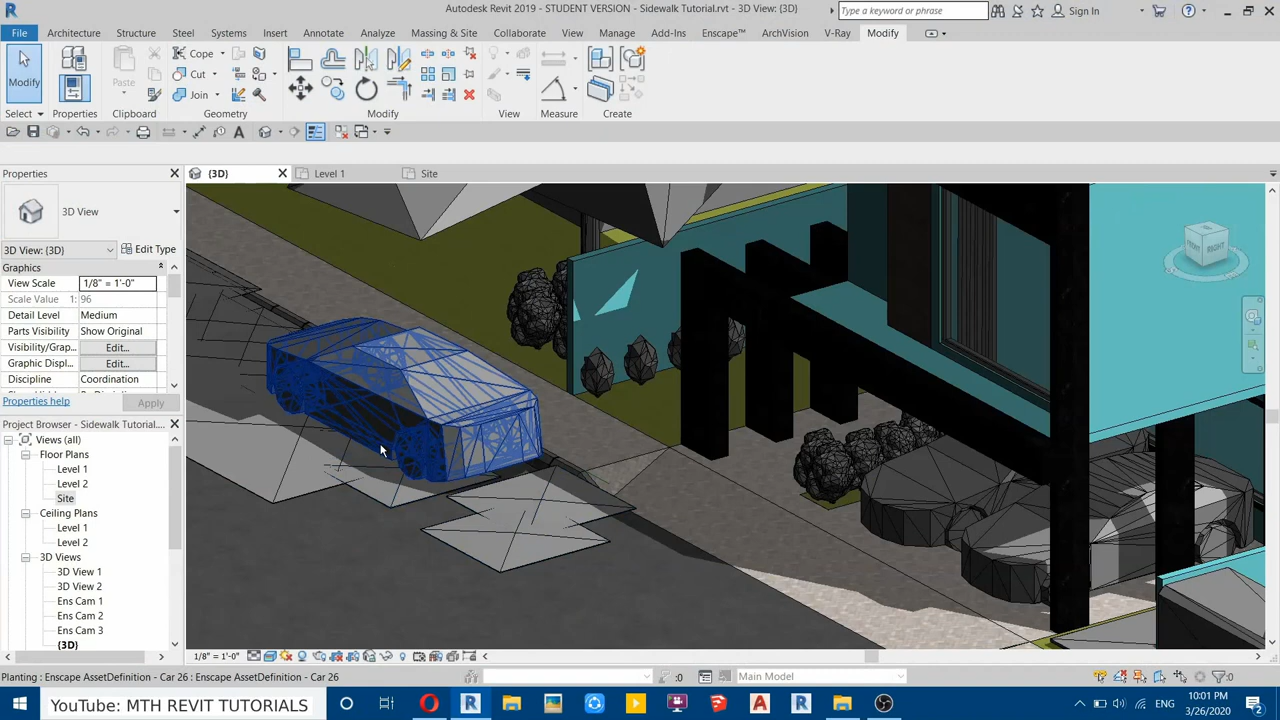 Autodesk Revit 2019 - STUDENT VERSION - Sidewalk Tutorial.rvt - 3D View: {3D}
Type a keyword or phrase
Sign In
File Architecture Structure Steel Systems Insert Annotate Analyze Massing & Site Collaborate View Manage Add-Ins Enscape™ ArchVision V-Ray Modify
Modify
Paste
Cope
Cut
Join
Select Properties Clipboard Geometry Modify View Measure Create
{3D}
Level 1
Site
Properties
3D View
3D View: {3D}
Edit Type
Graphics
View Scale 1/8" = 1'-0"
Scale Value 1: 96
Detail Level Medium
Parts Visibility Show Original
Visibility/Grap... Edit...
Graphic Displ... Edit...
Discipline Coordination
Properties help
Apply
Project Browser - Sidewalk Tutorial....
Views (all)
Floor Plans
Level 1
Level 2
Site
Ceiling Plans
Level 1
Level 2
3D Views
3D View 1
3D View 2
Ens Cam 1
Ens Cam 2
Ens Cam 3
{3D}
FRONT
RIGHT
1/8" = 1'-0"
Planting : Enscape AssetDefinition - Car 26 : Enscape AssetDefinition - Car 26
:0
Main Model
:0
YouTube: MTH REVIT TUTORIALS
ENG
10:01 PM
3/26/2020
2